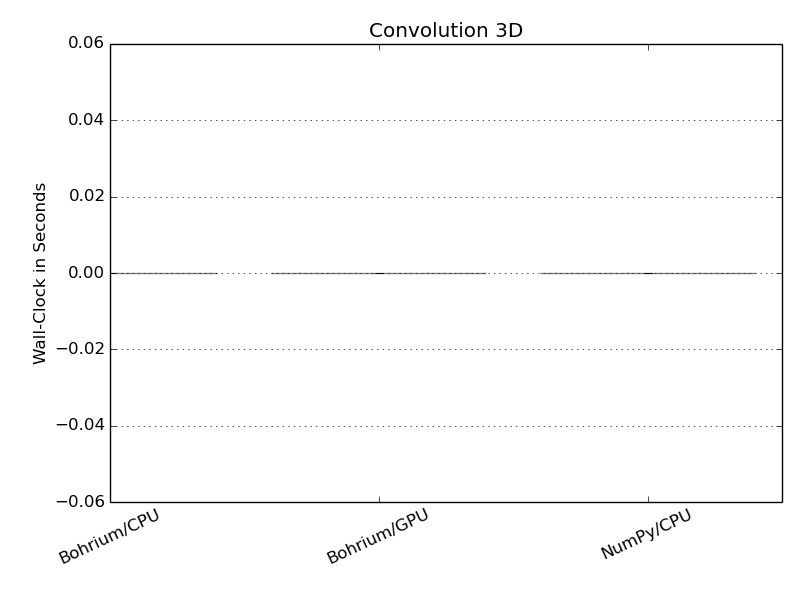 Convolution 3D
0.06
0.04
0.02
0.00
−0.02
−0.04
−0.06
Wall-Clock in Seconds
Bohrium/CPU
Bohrium/GPU
NumPy/CPU